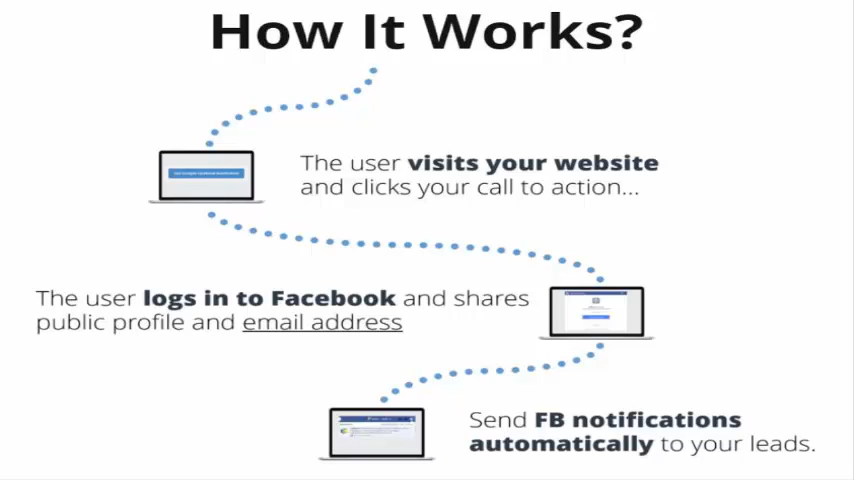 How It Works?
The user visits your website
and clicks your call to action...
The user logs in to Facebook and shares
public profile and email address
Send FB notifications
automatically to your leads.